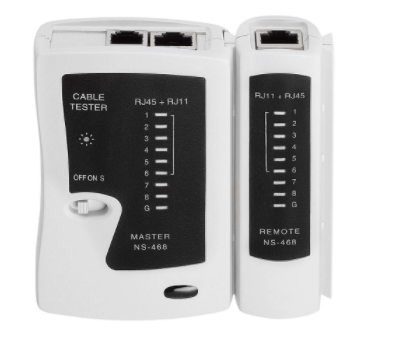 CABLE
TESTER
OFF ON S
RJ45 + RJ11
1
2
3
4
5
6
7
8
G
MASTER
NS-468
RJ11 + RJ45
1
2
3
4
5
6
7
8
G
REMOTE
NS-468